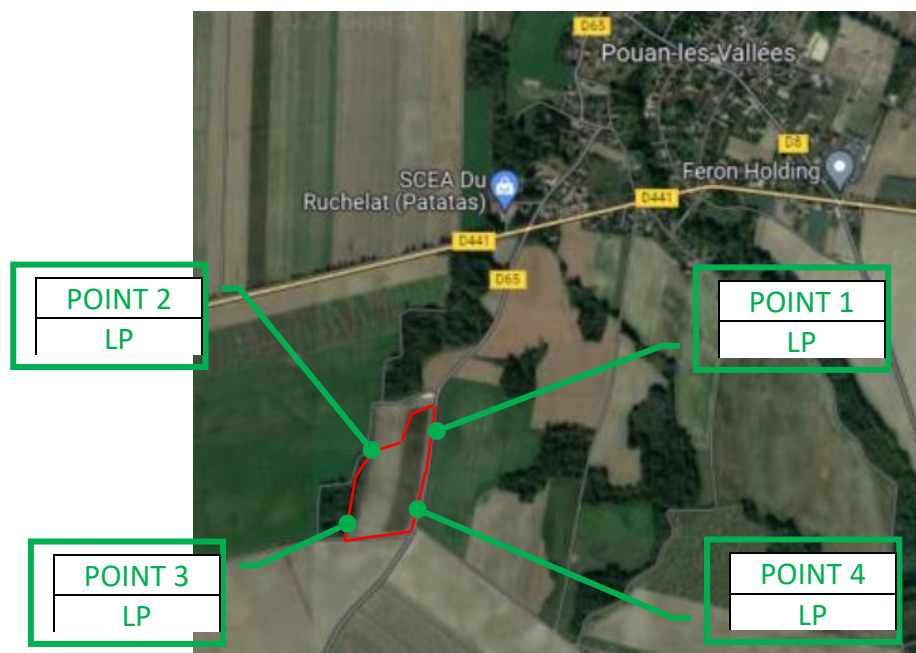 D65
Pouan-les-Vallées
D8
Feron Holding
SCEA Du
Ruchelat (Patatas)
D441
D441
D65
POINT 2
LP
POINT 1
LP
POINT 3
LP
POINT 4
LP